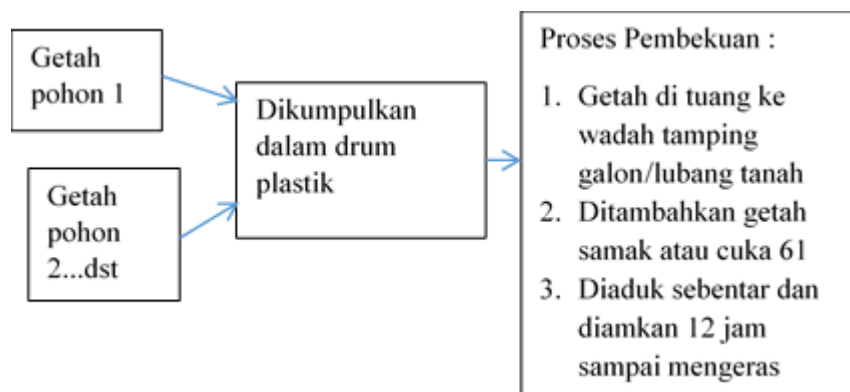 Getah
pohon 1
Getah
pohon
2...dst
Dikumpulkan
dalam drum
plastik
Proses Pembekuan :
1. Getah di tuang ke
wadah tamping
galon/lubang tanah
2. Ditambahkan getah
samak atau cuka 61
3. Diaduk sebentar dan
diamkan 12 jam
sampai mengeras